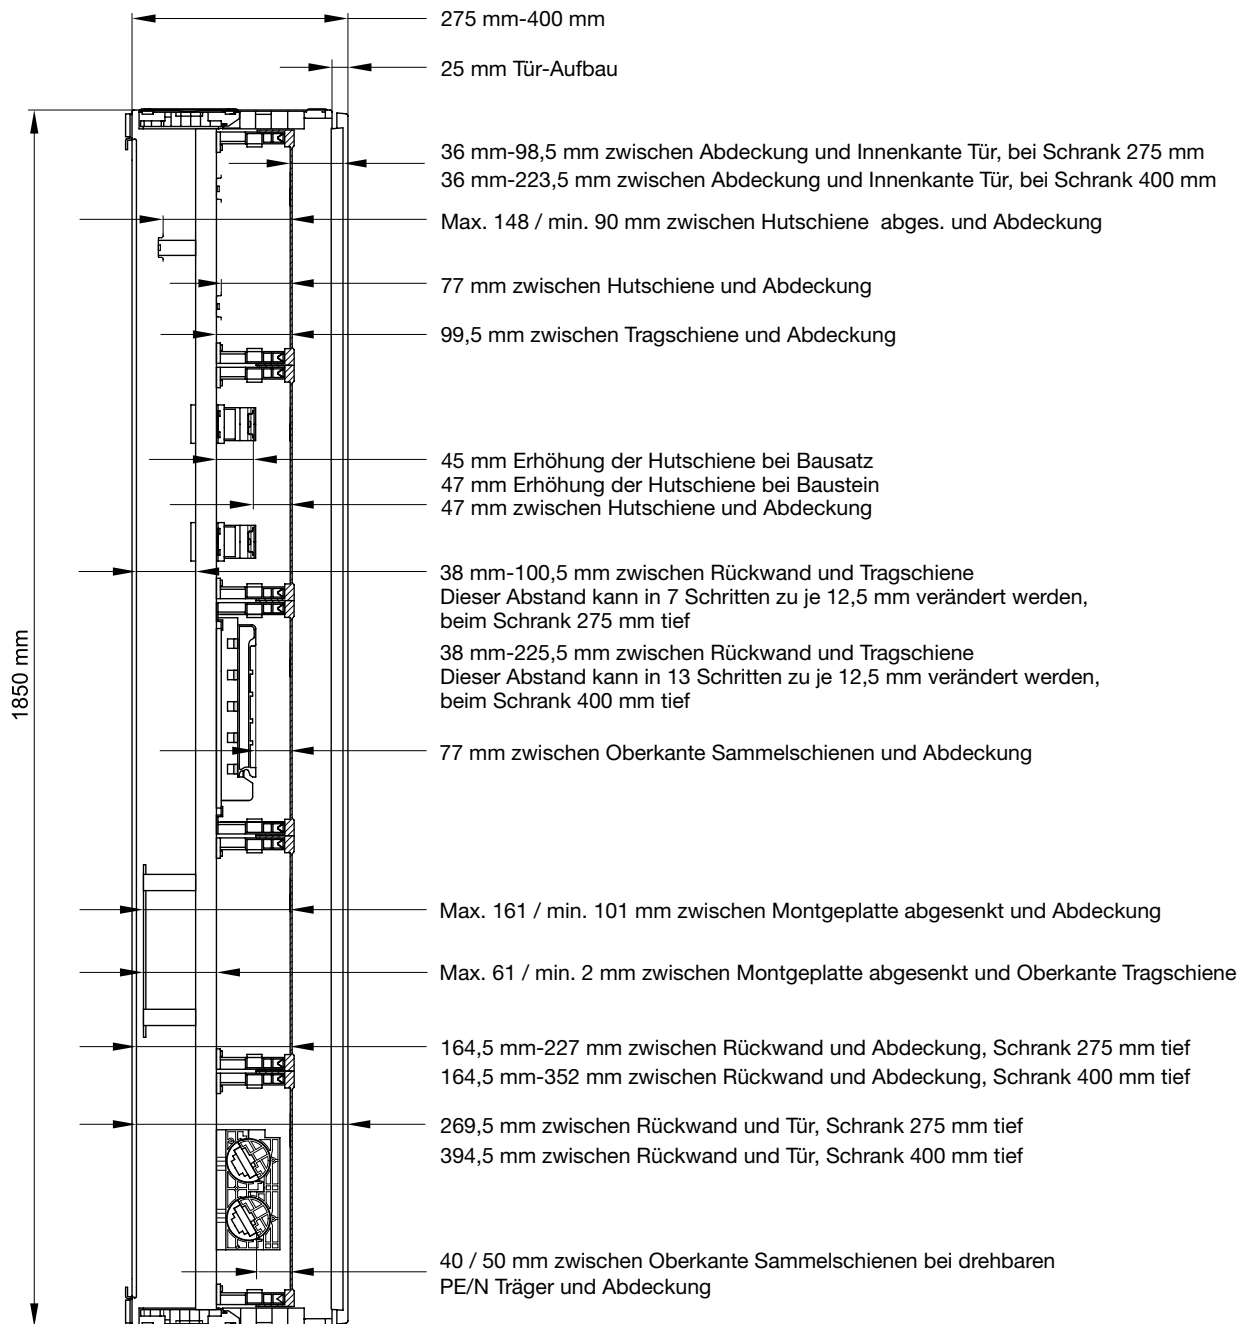 275 mm-400 mm
25 mm Tür-Aufbau
36 mm-98,5 mm zwischen Abdeckung und Innenkante Tür, bei Schrank 275 mm
36 mm-223,5 mm zwischen Abdeckung und Innenkante Tür, bei Schrank 400 mm
Max. 148 / min. 90 mm zwischen Hutschiene abges. und Abdeckung
77 mm zwischen Hutschiene und Abdeckung
99,5 mm zwischen Tragschiene und Abdeckung
45 mm Erhöhung der Hutschiene bei Bausatz
47 mm Erhöhung der Hutschiene bei Baustein
47 mm zwischen Hutschiene und Abdeckung
38 mm-100,5 mm zwischen Rückwand und Tragschiene
Dieser Abstand kann in 7 Schritten zu je 12,5 mm verändert werden,
beim Schrank 275 mm tief
38 mm-225,5 mm zwischen Rückwand und Tragschiene
Dieser Abstand kann in 13 Schritten zu je 12,5 mm verändert werden,
beim Schrank 400 mm tief
1850 mm
77 mm zwischen Oberkante Sammelschienen und Abdeckung
Max. 161 / min. 101 mm zwischen Montgeplatte abgesenkt und Abdeckung
Max. 61 / min. 2 mm zwischen Montgeplatte abgesenkt und Oberkante Tragschiene
164,5 mm-227 mm zwischen Rückwand und Abdeckung, Schrank 275 mm tief
164,5 mm-352 mm zwischen Rückwand und Abdeckung, Schrank 400 mm tief
269,5 mm zwischen Rückwand und Tür, Schrank 275 mm tief
394,5 mm zwischen Rückwand und Tür, Schrank 400 mm tief
40 / 50 mm zwischen Oberkante Sammelschienen bei drehbaren
PE/N Träger und Abdeckung